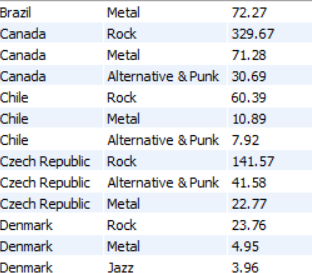 Brazil Metal 72.27
Canada Rock 329.67
Canada Metal 71.28
Canada Alternative & Punk 30.69
Chile Rock 60.39
Chile Metal 10.89
Chile Alternative & Punk 7.92
Czech Republic Rock 141.57
Czech Republic Alternative & Punk 41.58
Czech Republic Metal 22.77
Denmark Rock 23.76
Denmark Metal 4.95
Denmark Jazz 3.96